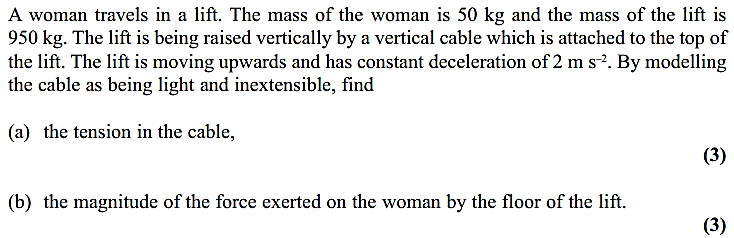 A woman travels in a lift. The mass of the woman is 50 kg and the mass of the lift is
950 kg. The lift is being raised vertically by a vertical cable which is attached to the top of
the lift. The lift is moving upwards and has constant deceleration of 2 m s⁻². By modelling
the cable as being light and inextensible, find
(a) the tension in the cable,
(3)
(b) the magnitude of the force exerted on the woman by the floor of the lift.
(3)